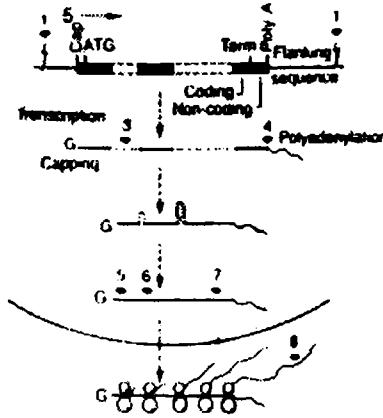 5
1
1
ATG
Term
Poly A
Flanking
sequence
Coding
Non-coding
Transcription
3
4
G
Polyadenylation
Capping
G
5
6
7
G
8
G